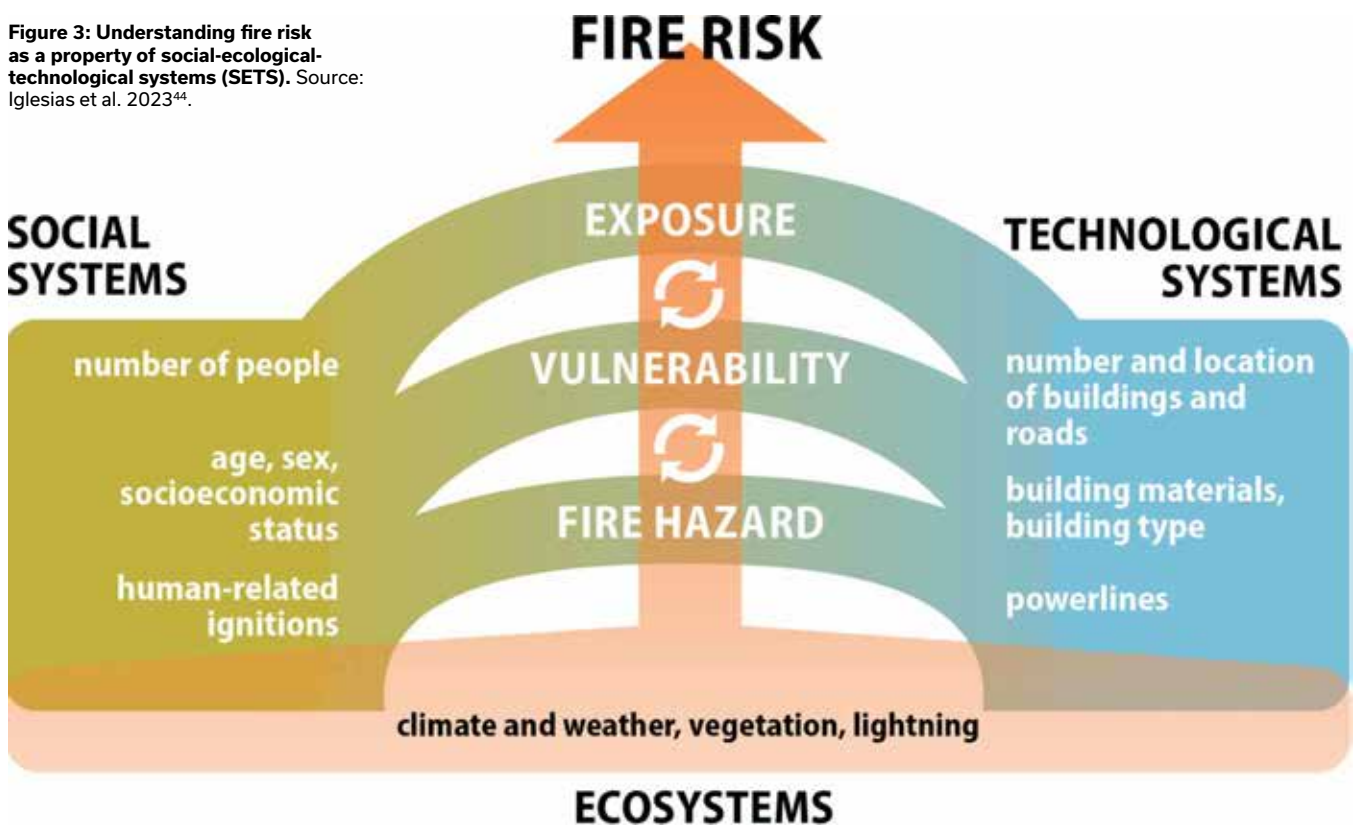 Figure 3: Understanding fire risk
as a property of social-ecological-
technological systems (SETS). Source:
Iglesias et al. 2023⁴⁴.
FIRE RISK
SOCIAL
SYSTEMS
number of people
age, sex,
socioeconomic
status
human-related
ignitions
EXPOSURE
VULNERABILITY
FIRE HAZARD
TECHNOLOGICAL
SYSTEMS
number and location
of buildings and
roads
building materials,
building type
powerlines
climate and weather, vegetation, lightning
ECOSYSTEMS